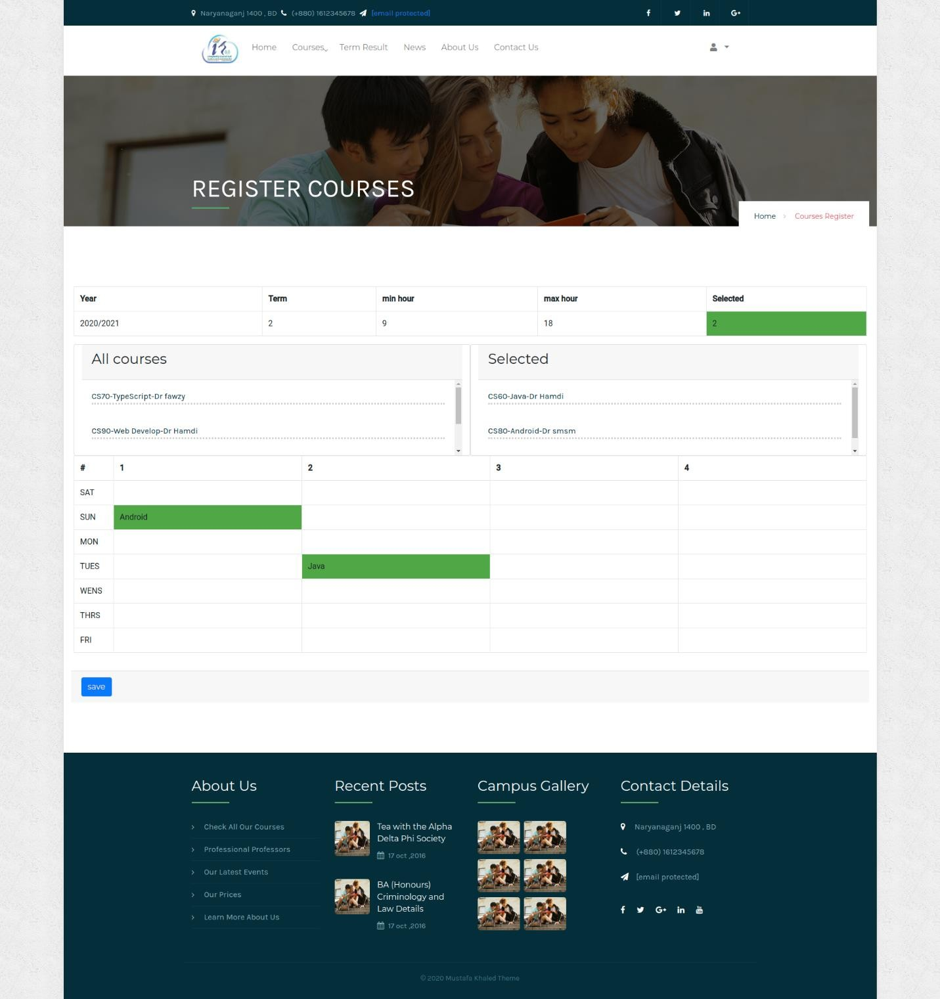 Naryanaganj 1400 , BD (+880) 1612345678 [email protected]
Home Courses Term Result News About Us Contact Us
REGISTER COURSES
Home Courses Register
Year Term min hour max hour Selected
2020/2021 2 9 18 2
All courses Selected
CS70-TypeScript-Dr fawzy CS60-Java-Dr Hamdi
CS90-Web Develop-Dr Hamdi CS80-Android-Dr smsm
# 1 2 3 4
SAT
SUN Android
MON
TUES Java
WENS
THRS
FRI
save
About Us
Check All Our Courses
Professional Professors
Our Latest Events
Our Prices
Learn More About Us
Recent Posts
Tea with the Alpha
Delta Phi Society
17 oct ,2016
BA (Honours)
Criminology and
Law Details
17 oct ,2016
Campus Gallery
Contact Details
Naryanaganj 1400 , BD
(+880) 1612345678
[email protected]
© 2020 Mustafa Khaled Theme